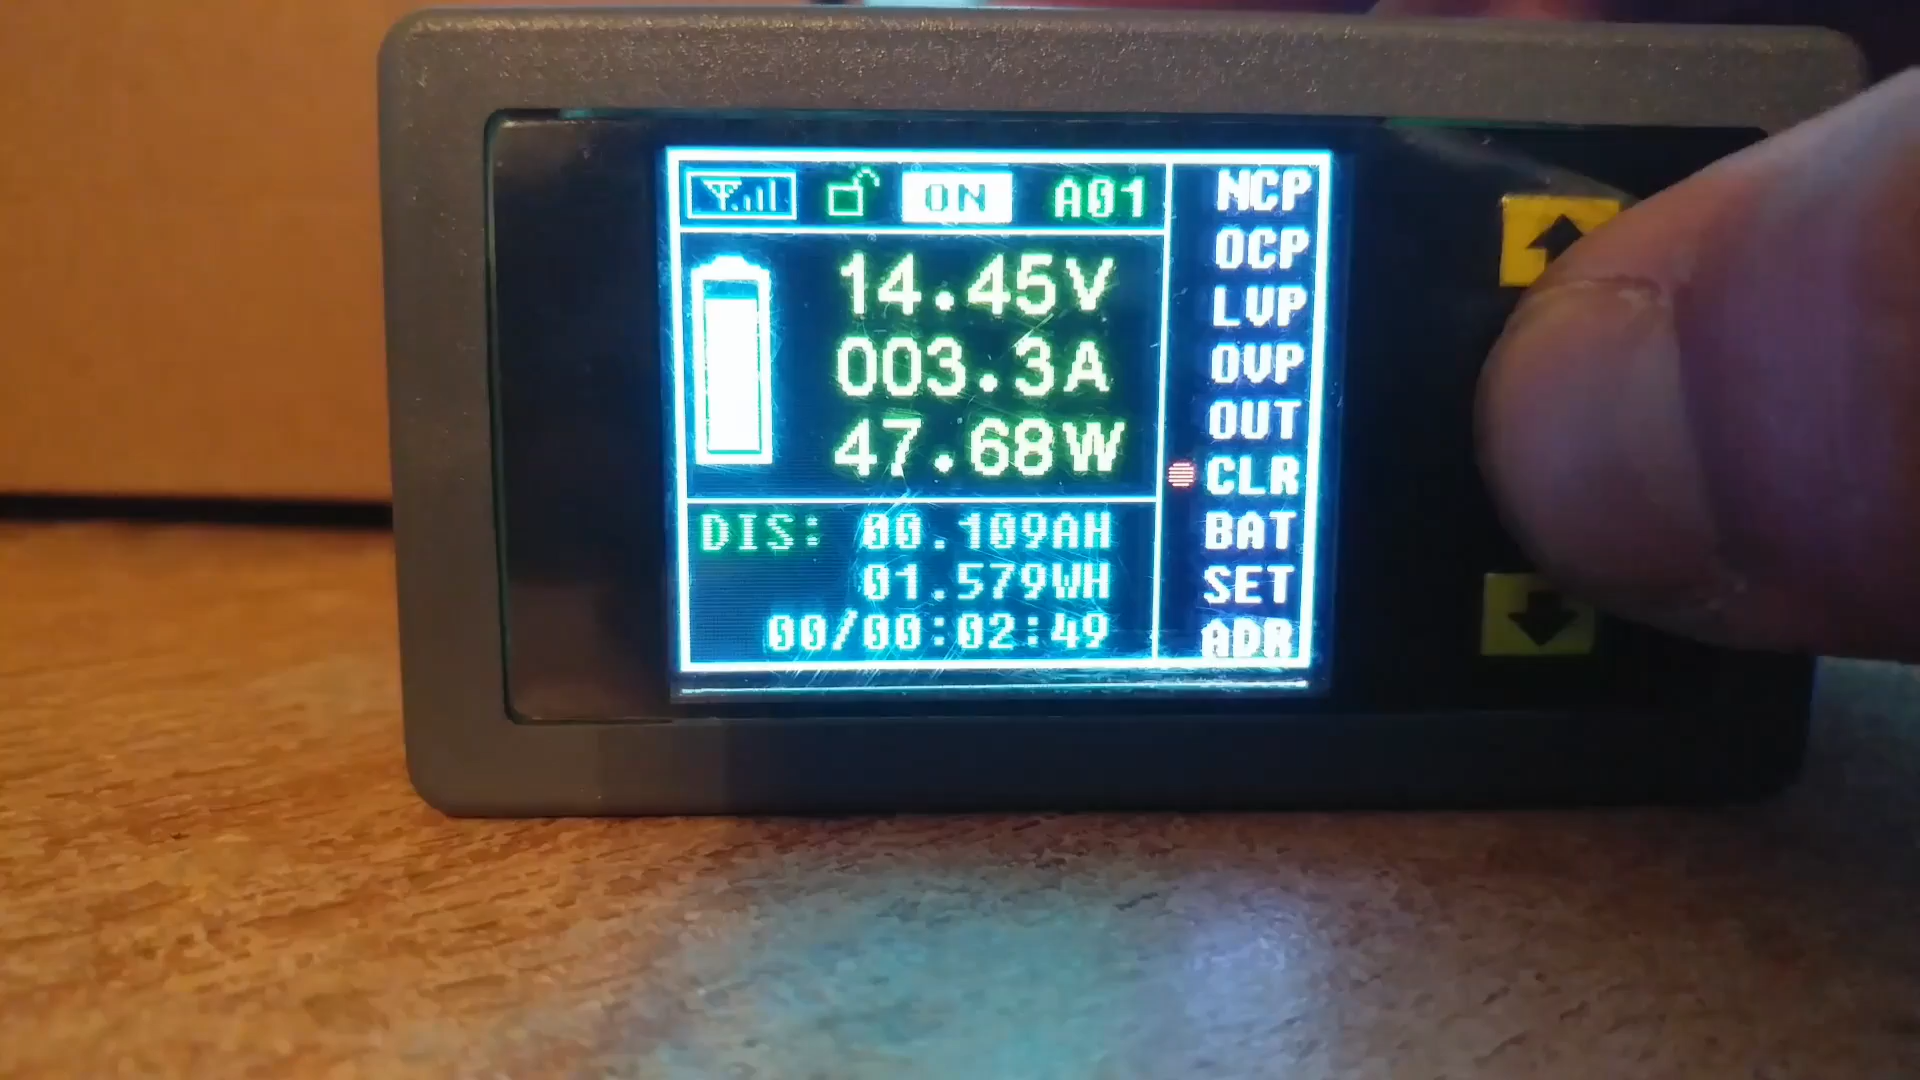 ON A01
14.45V
003.3A
47.68W
DIS: 00.109AH
01.579WH
00/00:02:49
NCP
OCP
LVP
OVP
OUT
CLR
BAT
SET
ADR